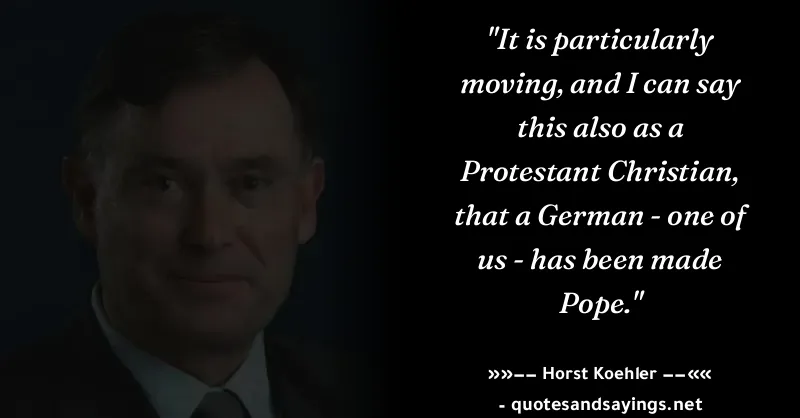 "It is particularly
moving, and I can say
this also as a
Protestant Christian,
that a German - one of
us - has been made
Pope."
»»–– Horst Koehler ––««
- quotesandsayings.net